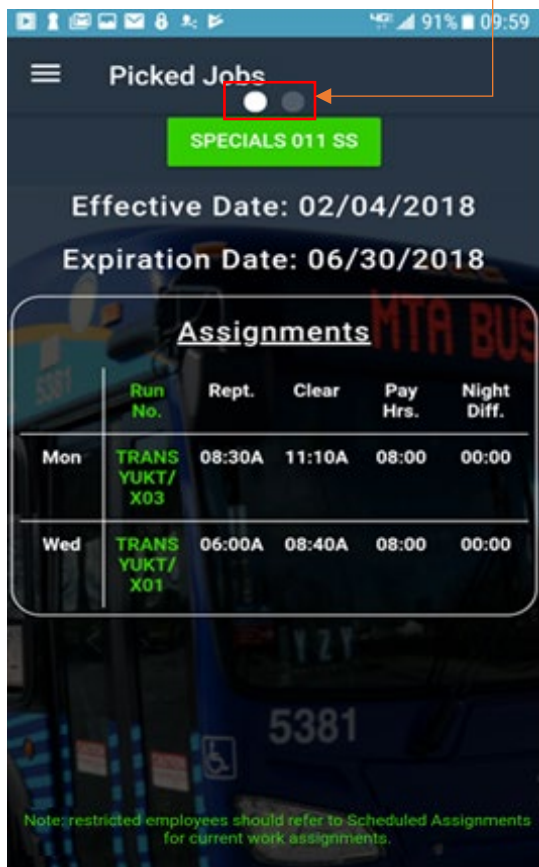 91% 09:59
Picked Jobs
SPECIALS 011 SS
Effective Date: 02/04/2018
Expiration Date: 06/30/2018
MTA BUS
Assignments
5381
Run No. Rept. Clear Pay Hrs. Night Diff.
Mon TRANS YUKT/ X03 08:30A 11:10A 08:00 00:00
Wed TRANS YUKT/ X01 06:00A 08:40A 08:00 00:00
5381
Note: restricted employees should refer to Scheduled Assignments
for current work assignments.